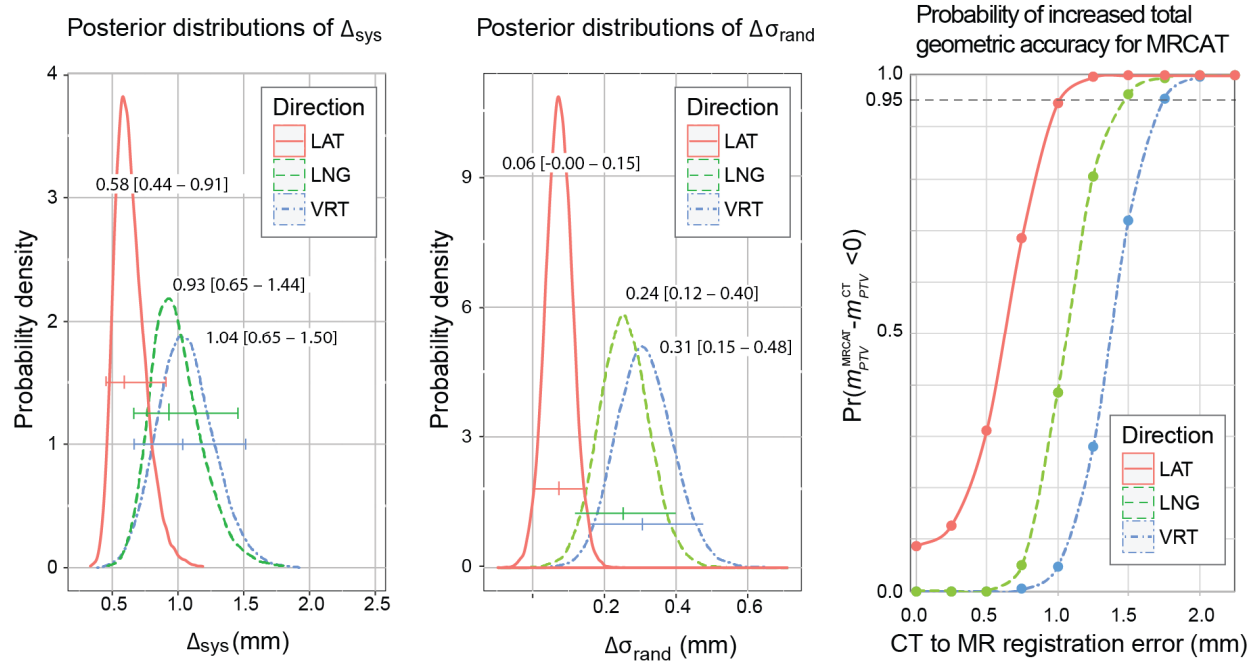 Posterior distributions of Δsys
Probability density
4
3
2
1
0
0.5
1.0
1.5
2.0
2.5
Δsys (mm)
Direction
LAT
LNG
VRT
0.58 [0.44 – 0.91]
0.93 [0.65 – 1.44]
1.04 [0.65 – 1.50]
Posterior distributions of Δσrand
Probability density
9
6
3
0
0.2
0.4
0.6
Δσrand (mm)
Direction
LAT
LNG
VRT
0.06 [-0.00 – 0.15]
0.24 [0.12 – 0.40]
0.31 [0.15 – 0.48]
Probability of increased total
geometric accuracy for MRCAT
Pr(mPTV^MRCAT-mPTV^CT <0)
1.0
0.95
0.5
0.0
0.0
0.5
1.0
1.5
2.0
CT to MR registration error (mm)
Direction
LAT
LNG
VRT